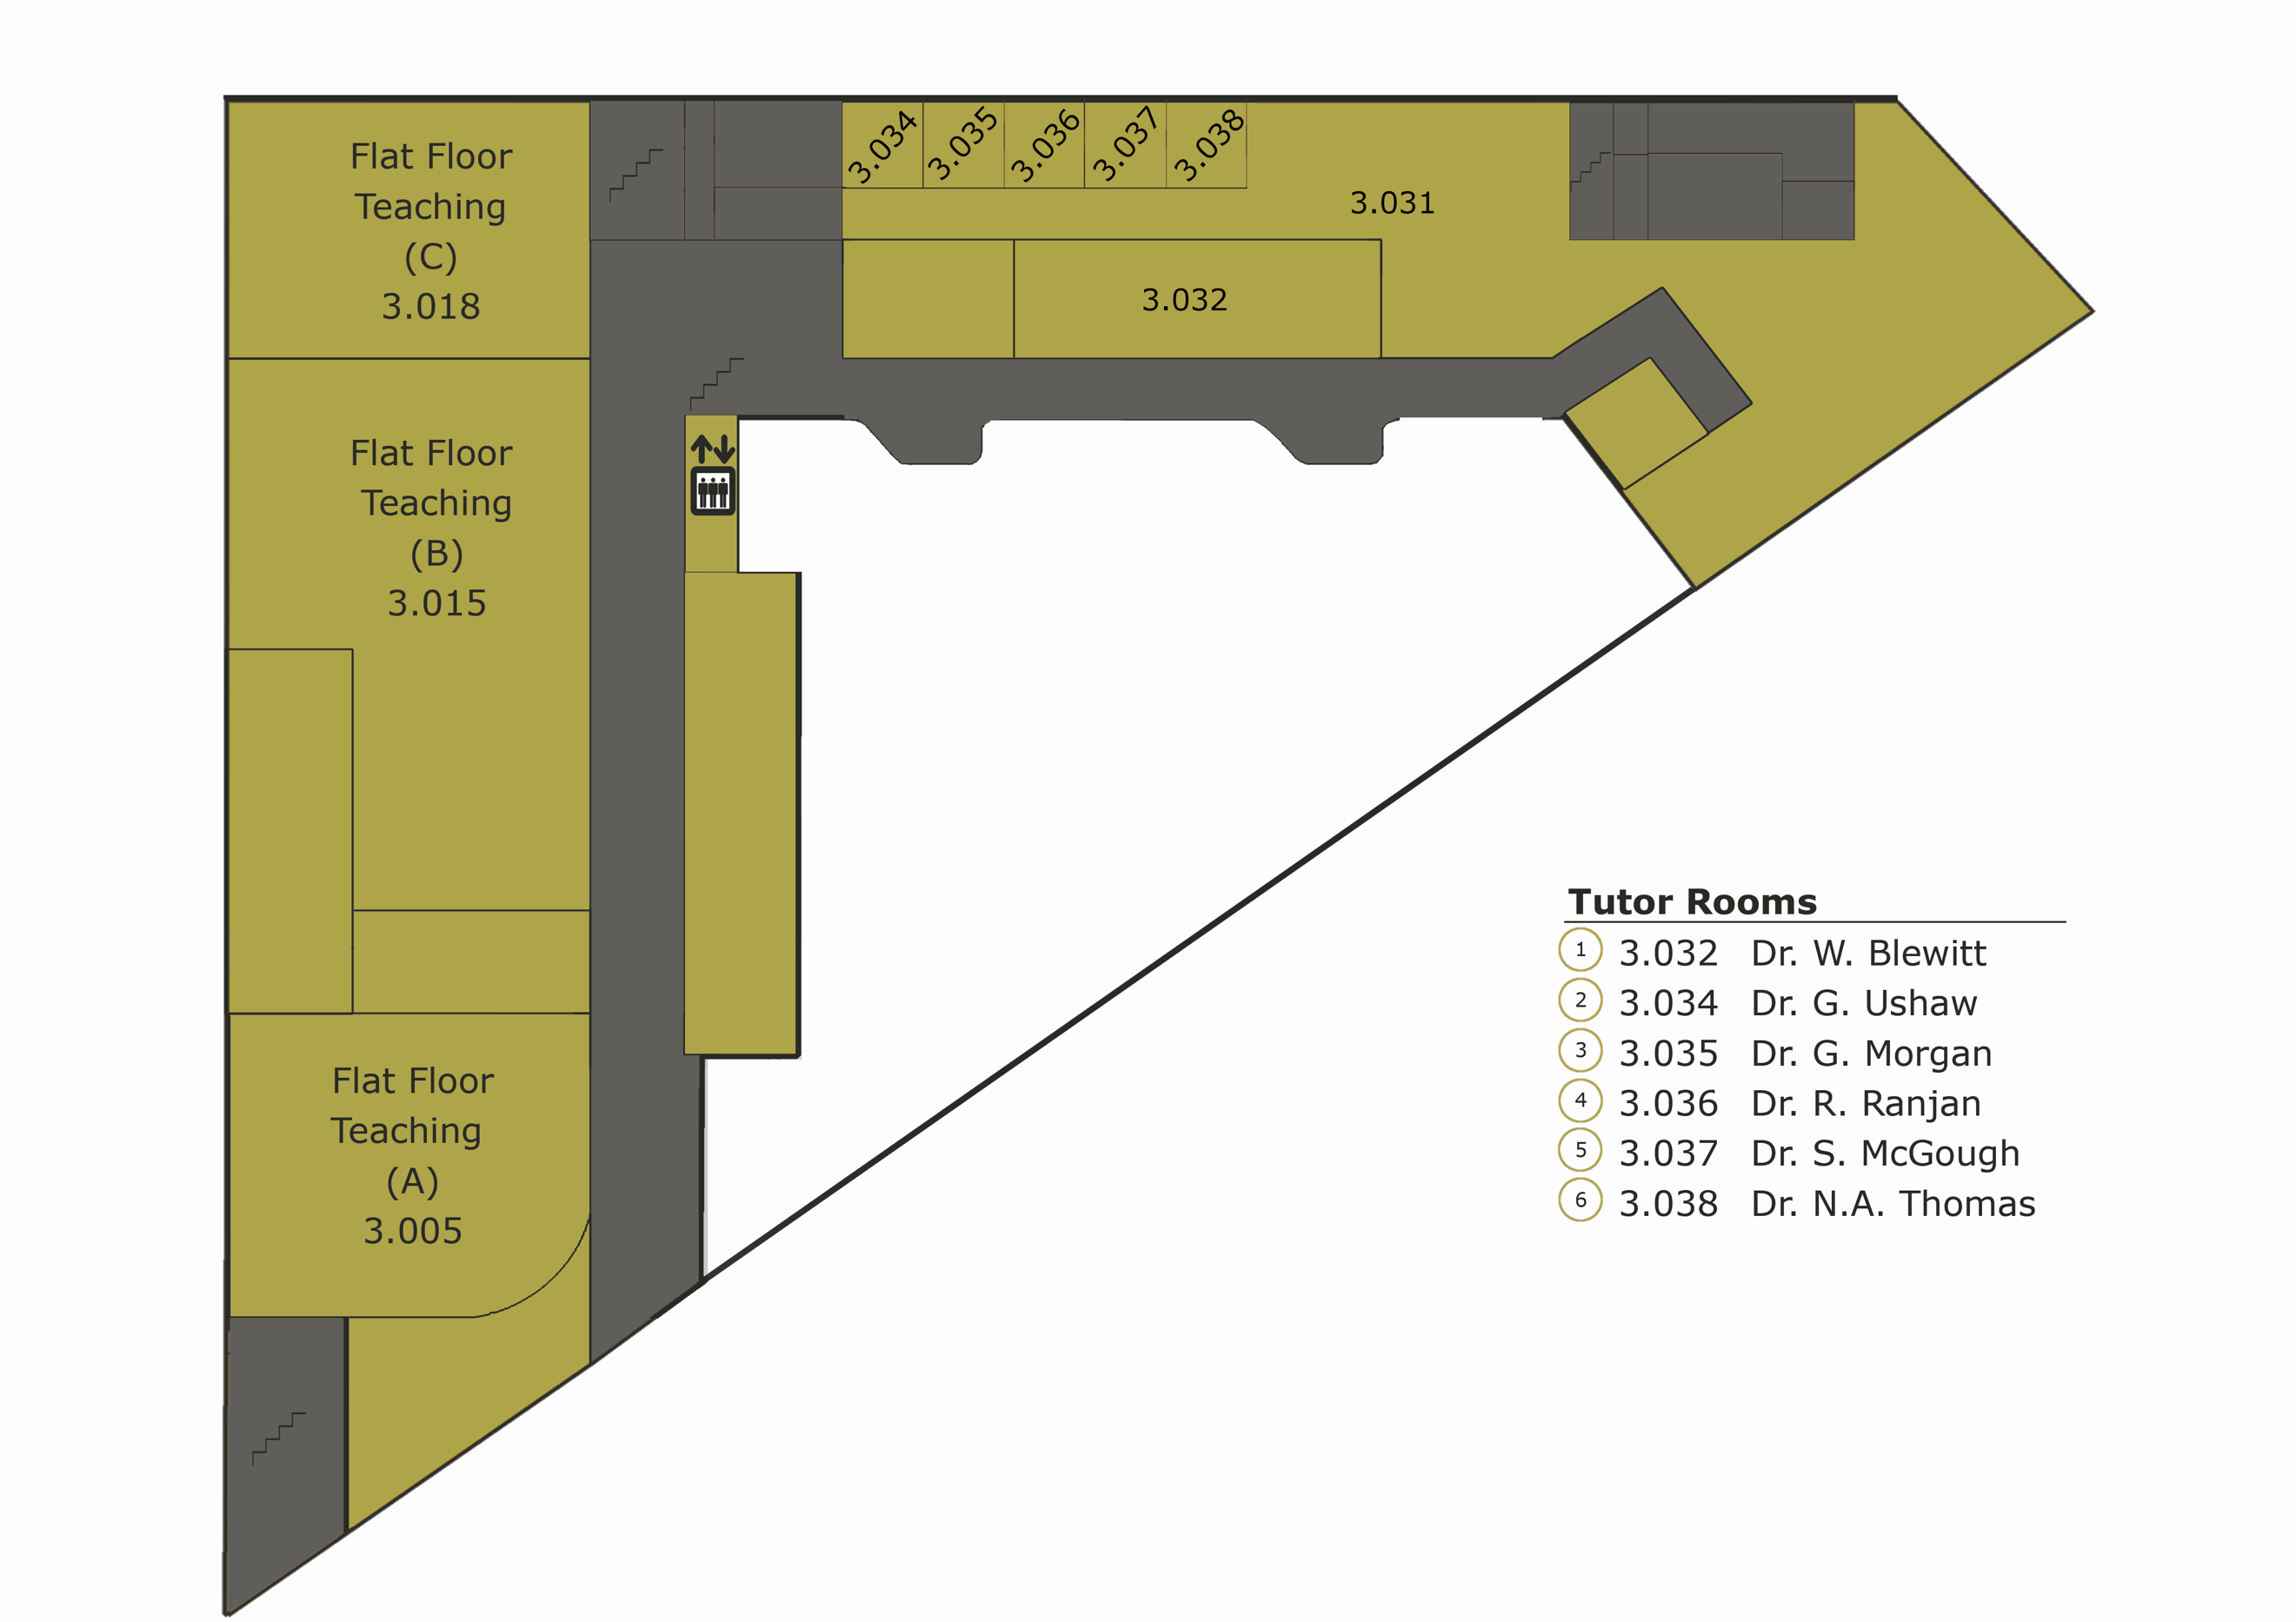 Flat Floor
Teaching
(C)
3.018
3.034
3.035
3.036
3.037
3.038
3.031
3.032
Flat Floor
Teaching
(B)
3.015
Flat Floor
Teaching
(A)
3.005
Tutor Rooms
1 3.032 Dr. W. Blewitt
2 3.034 Dr. G. Ushaw
3 3.035 Dr. G. Morgan
4 3.036 Dr. R. Ranjan
5 3.037 Dr. S. McGough
6 3.038 Dr. N.A. Thomas